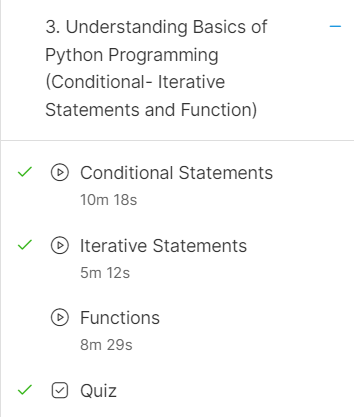 3. Understanding Basics of
Python Programming
(Conditional- Iterative
Statements and Function)
Conditional Statements
10m 18s
Iterative Statements
5m 12s
Functions
8m 29s
Quiz